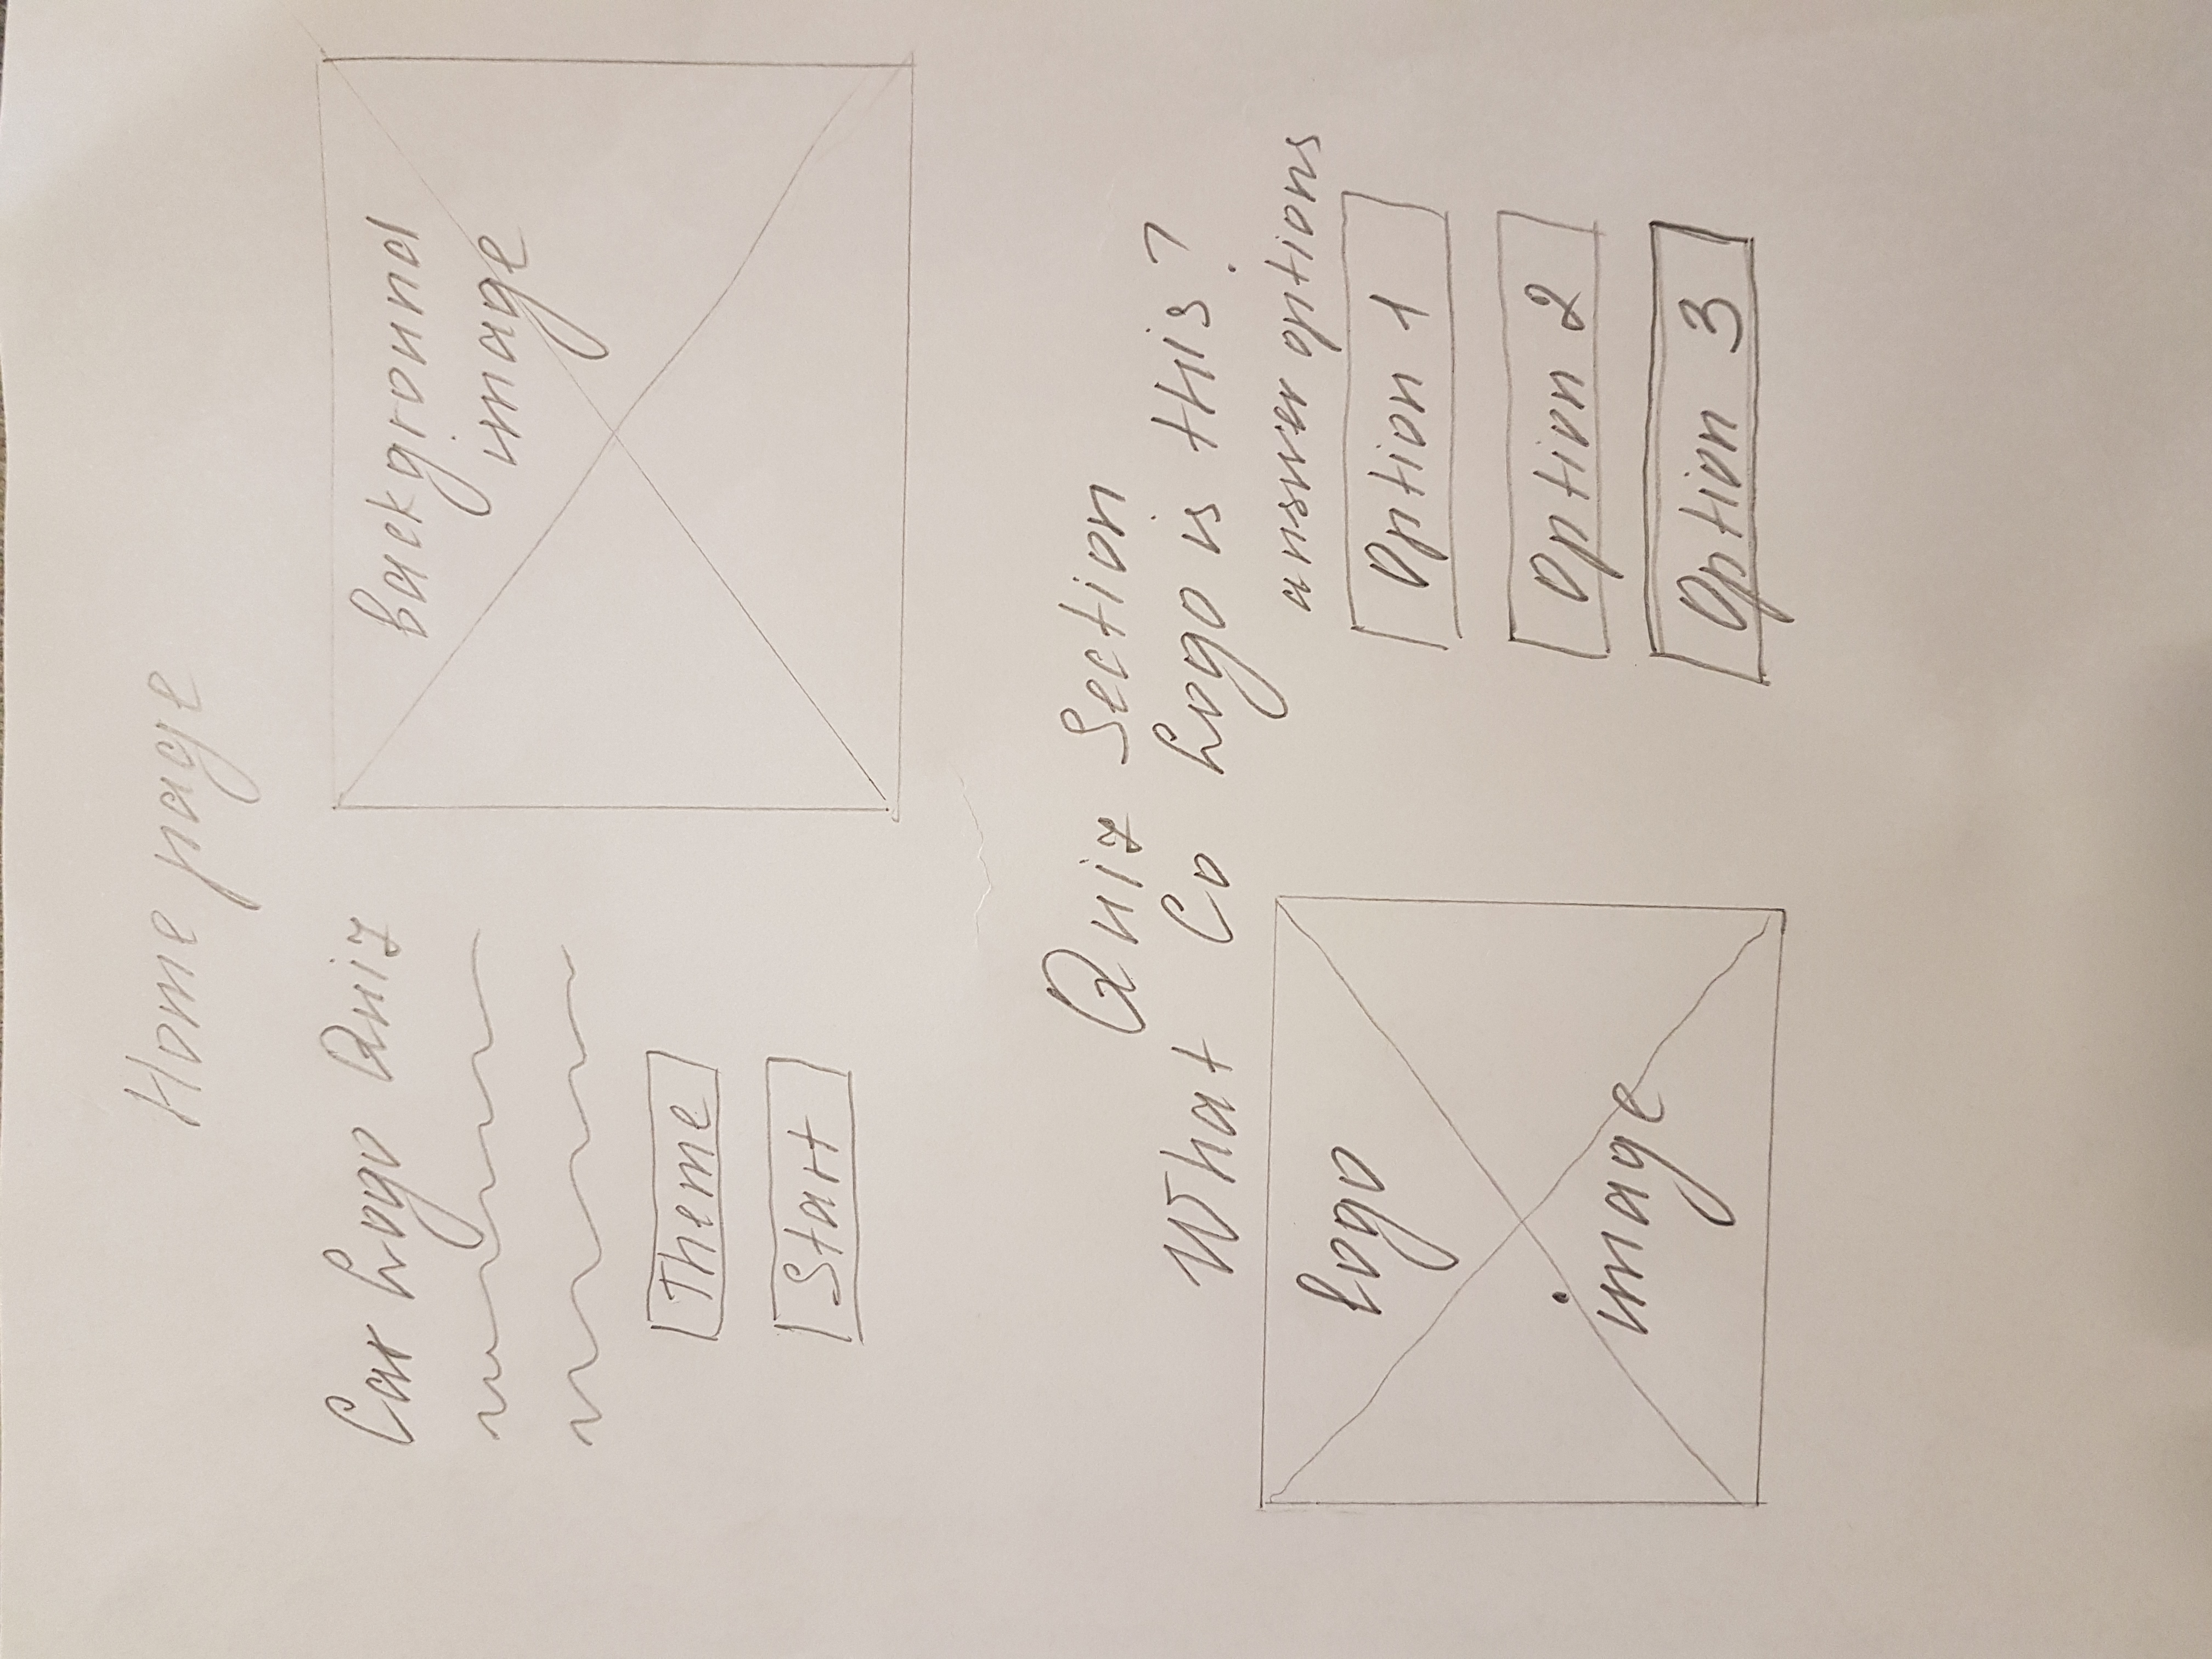 Home page
Car Logo Quiz
background
image
Theme
Start
Quiz Section
What Co Logo is this?
logo
image
answer options
Option 1
Option 2
Option 3